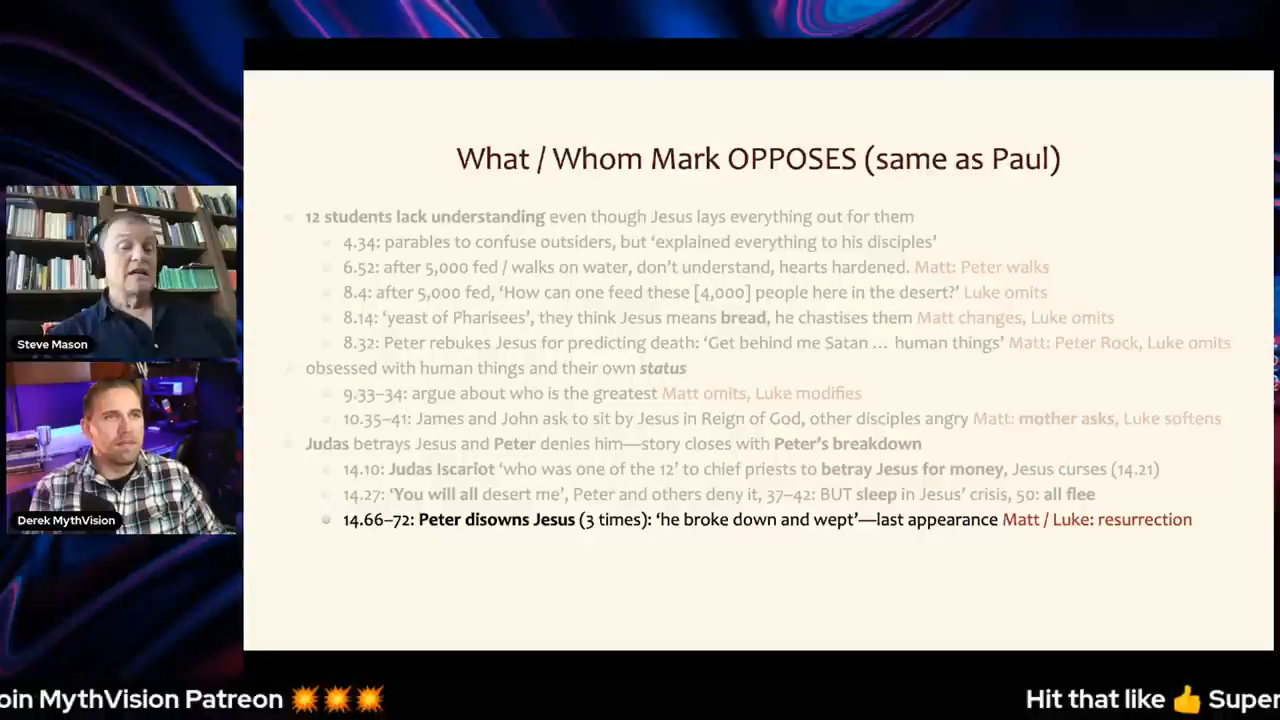 What / Whom Mark OPPOSES (same as Paul)
12 students lack understanding even though Jesus lays everything out for them
4.34: parables to confuse outsiders, but ‘explained everything to his disciples’
6.52: after 5,000 fed / walks on water, don’t understand, hearts hardened. Matt: Peter walks
8.4: after 5,000 fed, ‘How can one feed these [4,000] people here in the desert?’ Luke omits
8.14: ‘yeast of Pharisees’, they think Jesus means bread, he chastises them Matt changes, Luke omits
8.32: Peter rebukes Jesus for predicting death: ‘Get behind me Satan … human things’ Matt: Peter Rock, Luke omits
obsessed with human things and their own status
9.33–34: argue about who is the greatest Matt omits, Luke modifies
10.35–41: James and John ask to sit by Jesus in Reign of God, other disciples angry Matt: mother asks, Luke softens
Judas betrays Jesus and Peter denies him—story closes with Peter’s breakdown
14.10: Judas Iscariot ‘who was one of the 12’ to chief priests to betray Jesus for money, Jesus curses (14.21)
14.27: ‘You will all desert me’, Peter and others deny it, 37–42: BUT sleep in Jesus’ crisis, 50: all flee
14.66–72: Peter disowns Jesus (3 times): ‘he broke down and wept’—last appearance Matt / Luke: resurrection
Steve Mason
Derek MythVision
oin MythVision Patreon 💥💥💥 Hit that like 👍 Super